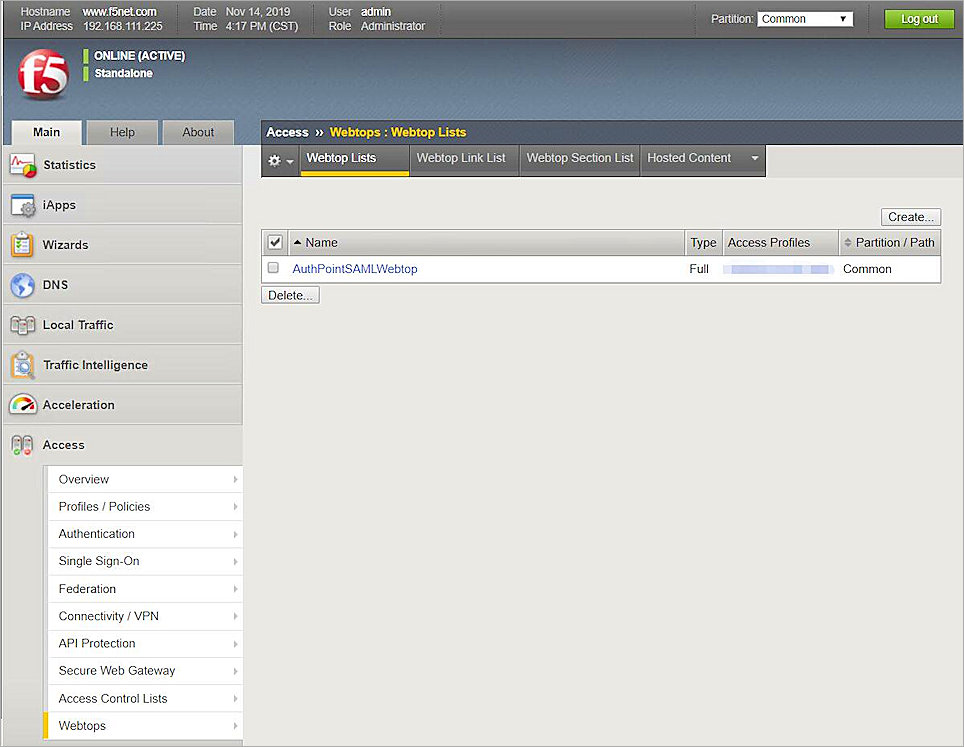 Hostname www.f5net.com Date Nov 14, 2019 User admin Partition: Common Log out
IP Address 192.168.111.225 Time 4:17 PM (CST) Role Administrator
f5
ONLINE (ACTIVE)
Standalone
Main Help About
Access ›› Webtops : Webtop Lists
Webtop Lists Webtop Link List Webtop Section List Hosted Content
Statistics
iApps
Wizards
DNS
Local Traffic
Traffic Intelligence
Acceleration
Access
Overview
Profiles / Policies
Authentication
Single Sign-On
Federation
Connectivity / VPN
API Protection
Secure Web Gateway
Access Control Lists
Webtops
Create...
Name Type Access Profiles Partition / Path
AuthPointSAMLWebtop Full Common
Delete...